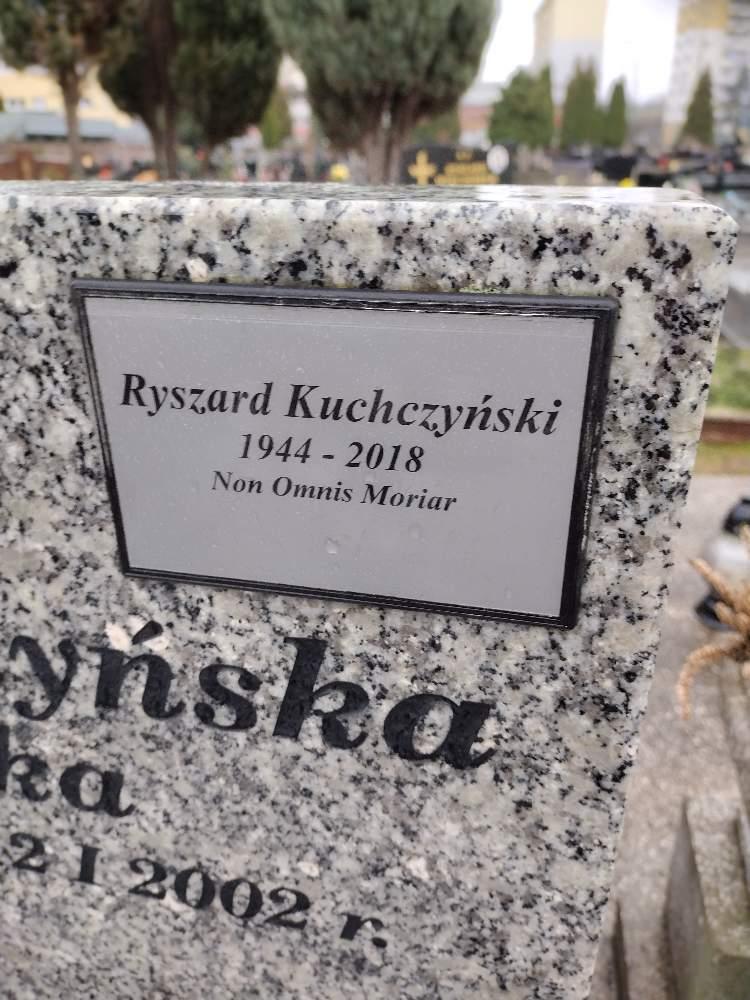 Ryszard Kuchczyński
1944 - 2018
Non Omnis Moriar
yńska
ka
2 I 2002 r.